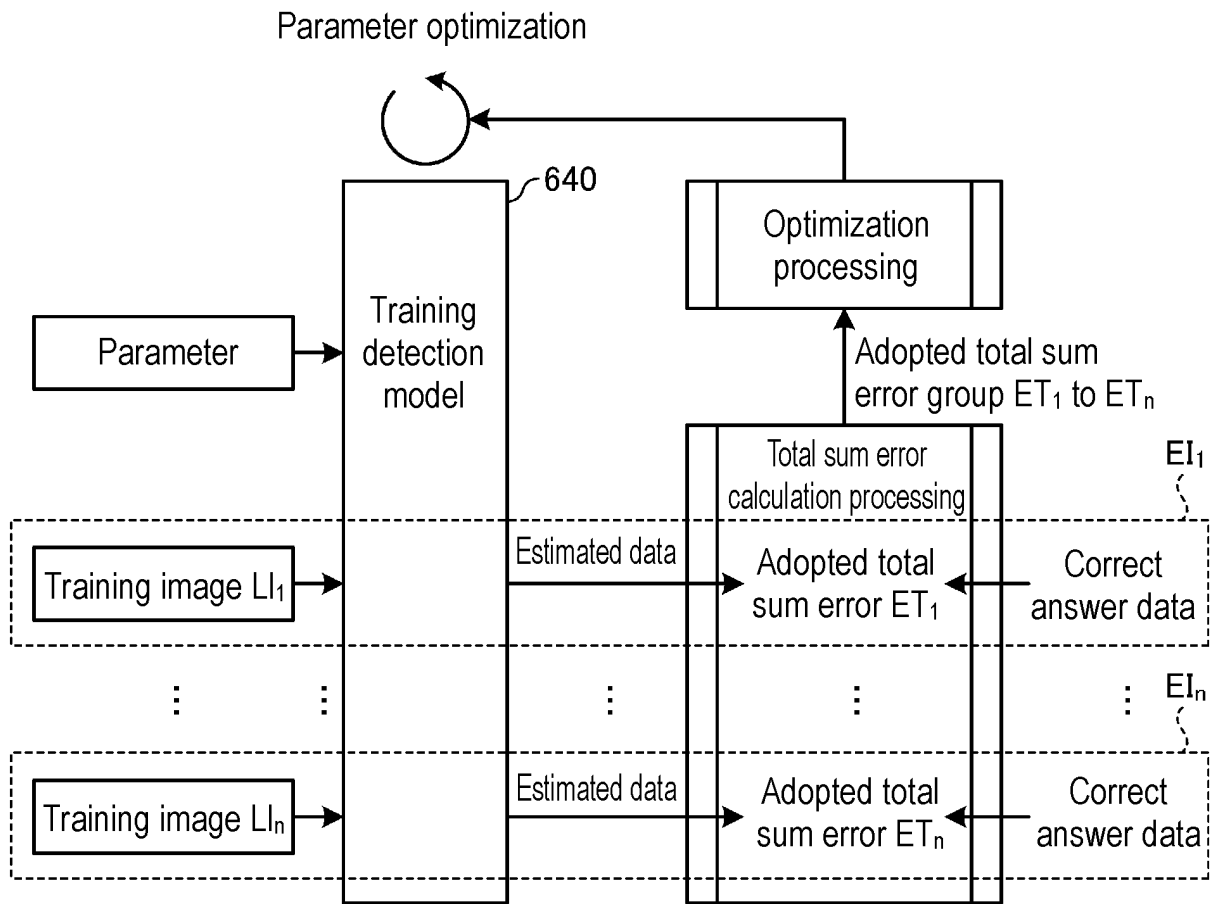 Parameter optimization
640
Optimization
processing
Training
detection
model
Parameter
Adopted total sum
error group ET₁ to ETₙ
Total sum error
calculation processing
EI₁
Estimated data
Training image LI₁
Adopted total
sum error ET₁
Correct
answer data
⋮ ⋮ ⋮ ⋮ ⋮
EIₙ
Estimated data
Training image LIₙ
Adopted total
sum error ETₙ
Correct
answer data